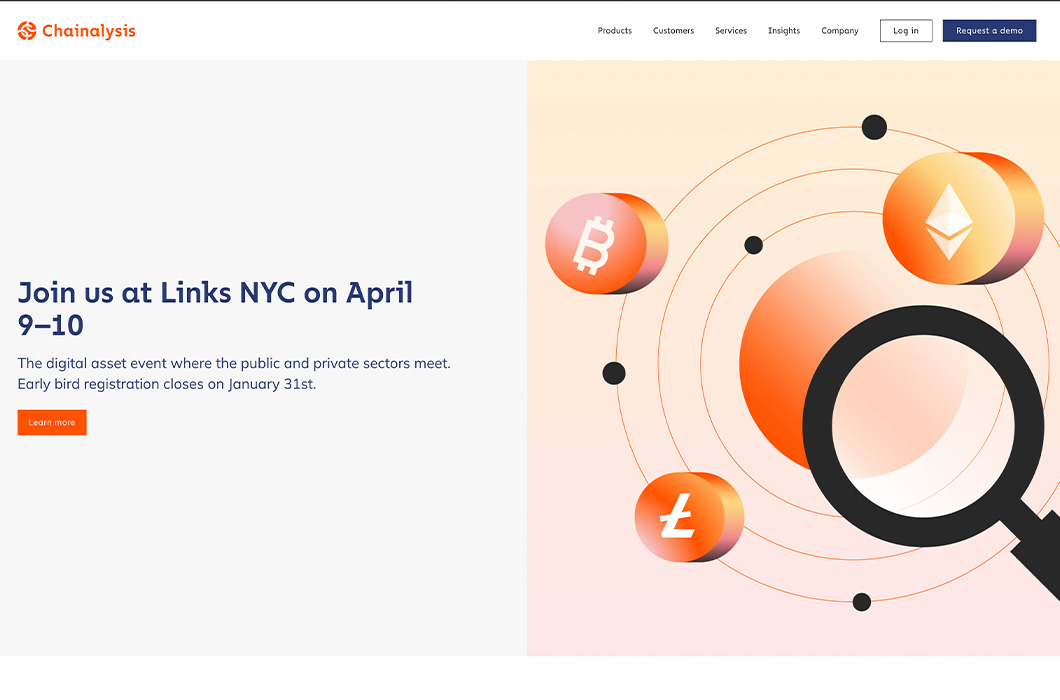 Chainalysis
Products
Customers
Services
Insights
Company
Log in
Request a demo
Join us at Links NYC on April
9–10
The digital asset event where the public and private sectors meet.
Early bird registration closes on January 31st.
Learn more